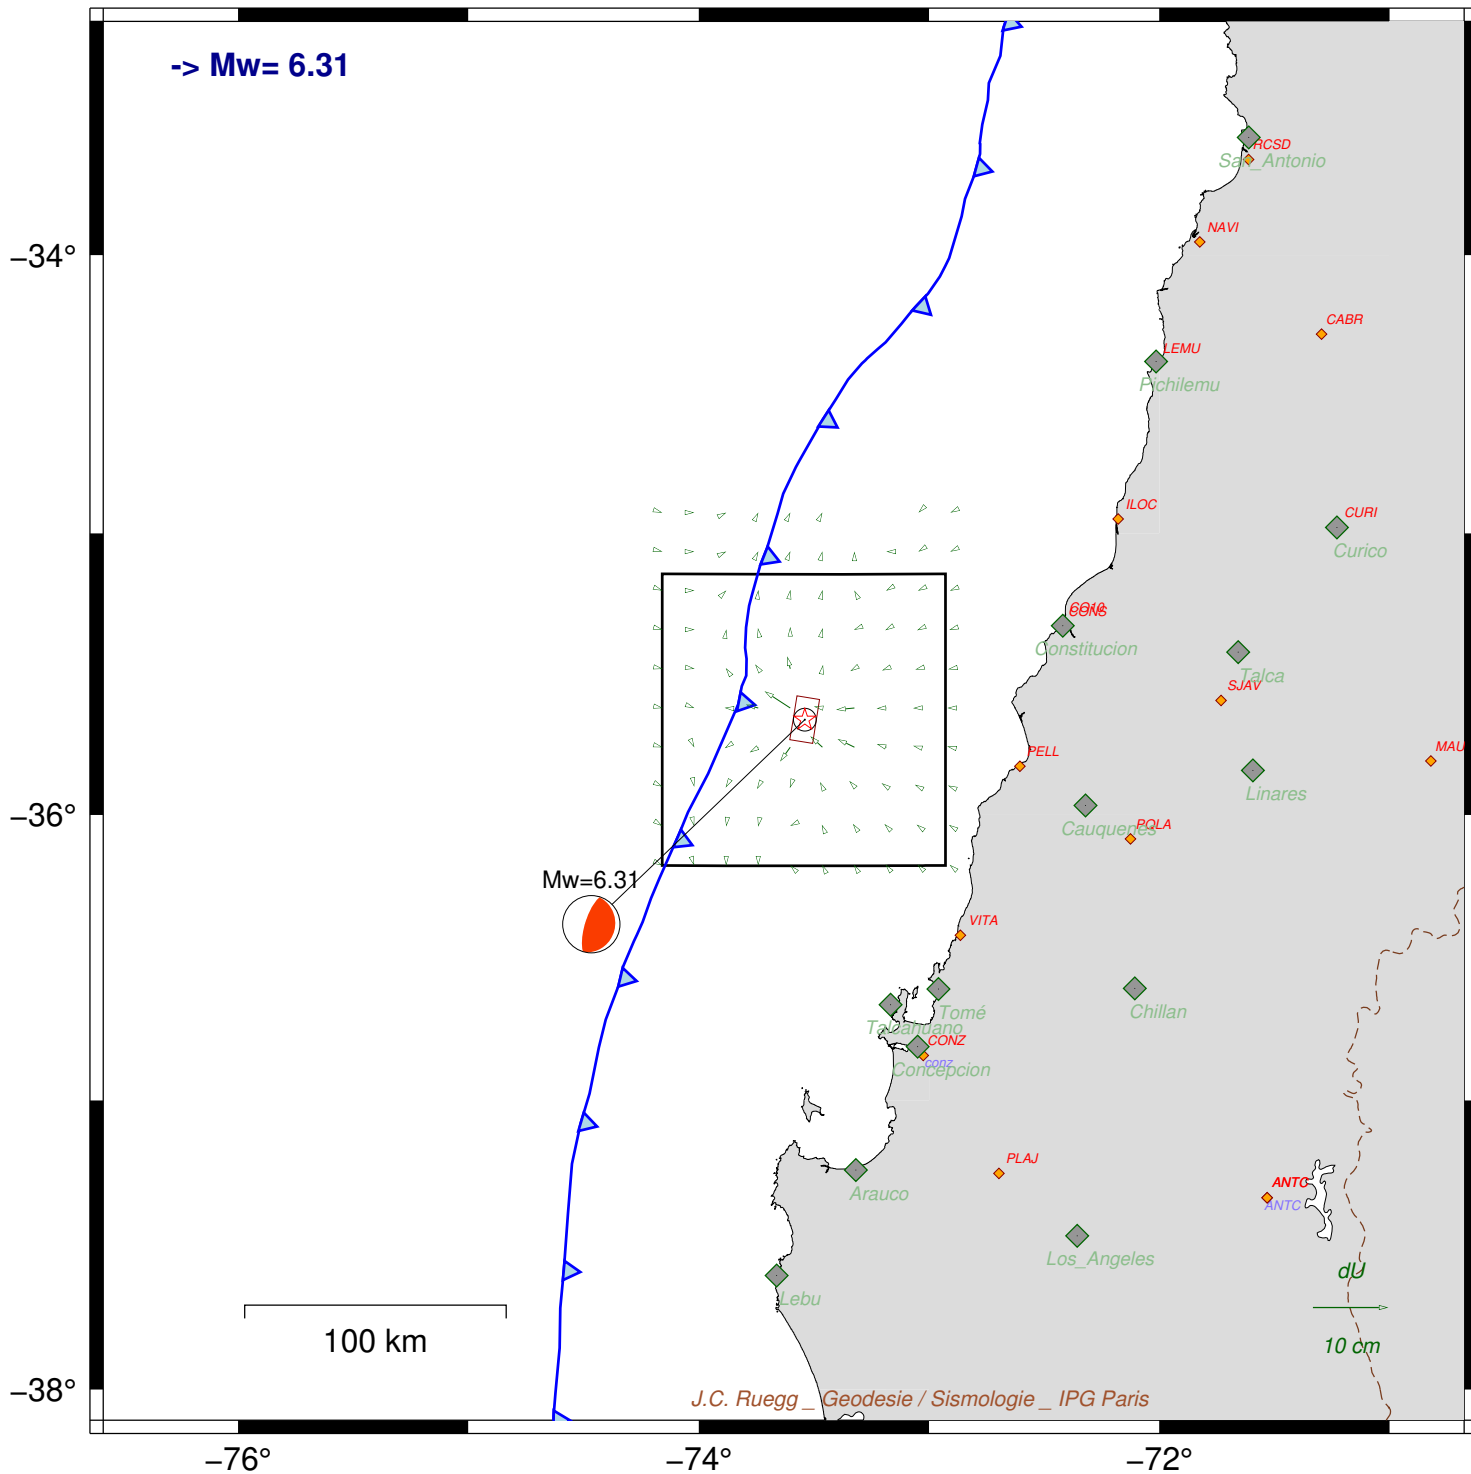 -> Mw= 6.31
RCSD
San_Antonio
NAVI
−34°
CABR
LEMU
Pichilemu
ILOC
CURI
Curico
CONS
Constitucion
Talca
SJAV
PELL
MAU
Linares
−36°
Cauquenes
POLA
Mw=6.31
VITA
Tomé
Chillan
Talcahuano
CONZ
conz
Concepcion
PLAJ
ANTC
ANTC
Arauco
Los_Angeles
dU
Lebu
100 km
10 cm
−38°
J.C. Ruegg _ Geodesie / Sismologie _ IPG Paris
−76°
−74°
−72°